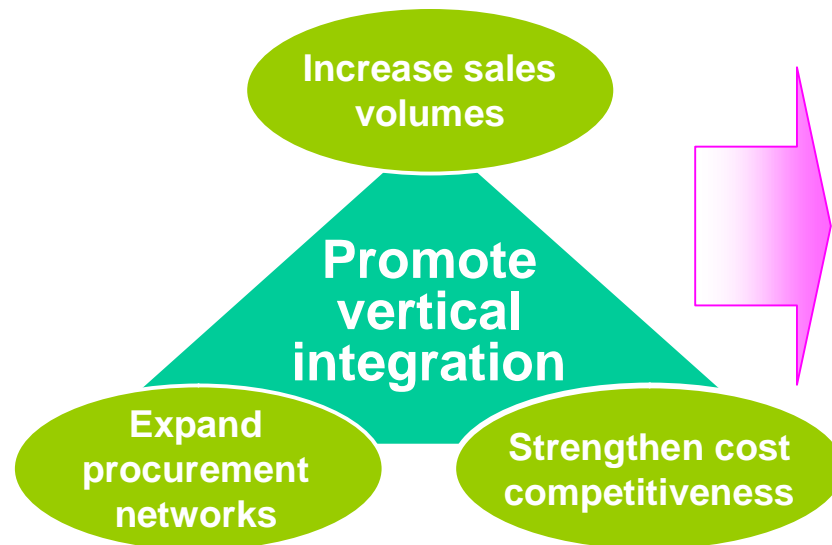 Increase sales
volumes
Promote
vertical
integration
Expand
procurement
networks
Strengthen cost
competitiveness